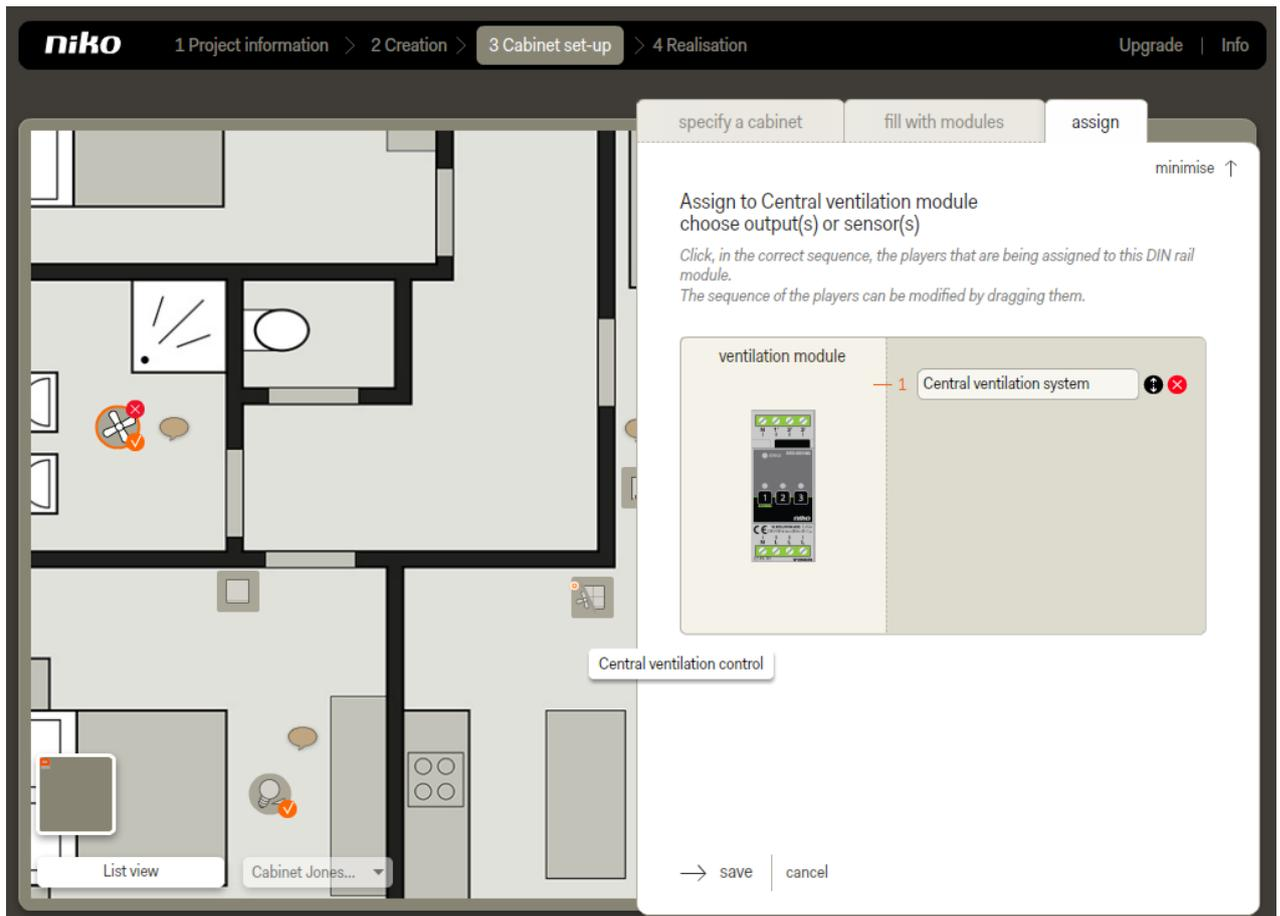 niko
1 Project information
2 Creation
3 Cabinet set-up
4 Realisation
Upgrade | Info
specify a cabinet
fill with modules
assign
minimise
Assign to Central ventilation module
choose output(s) or sensor(s)
Click, in the correct sequence, the players that are being assigned to this DIN rail
module.
The sequence of the players can be modified by dragging them.
ventilation module
1
Central ventilation system
N 1' 2' 3'
1 2 3
niko
CE
N L L L
Central ventilation control
List view
Cabinet Jones...
save
cancel